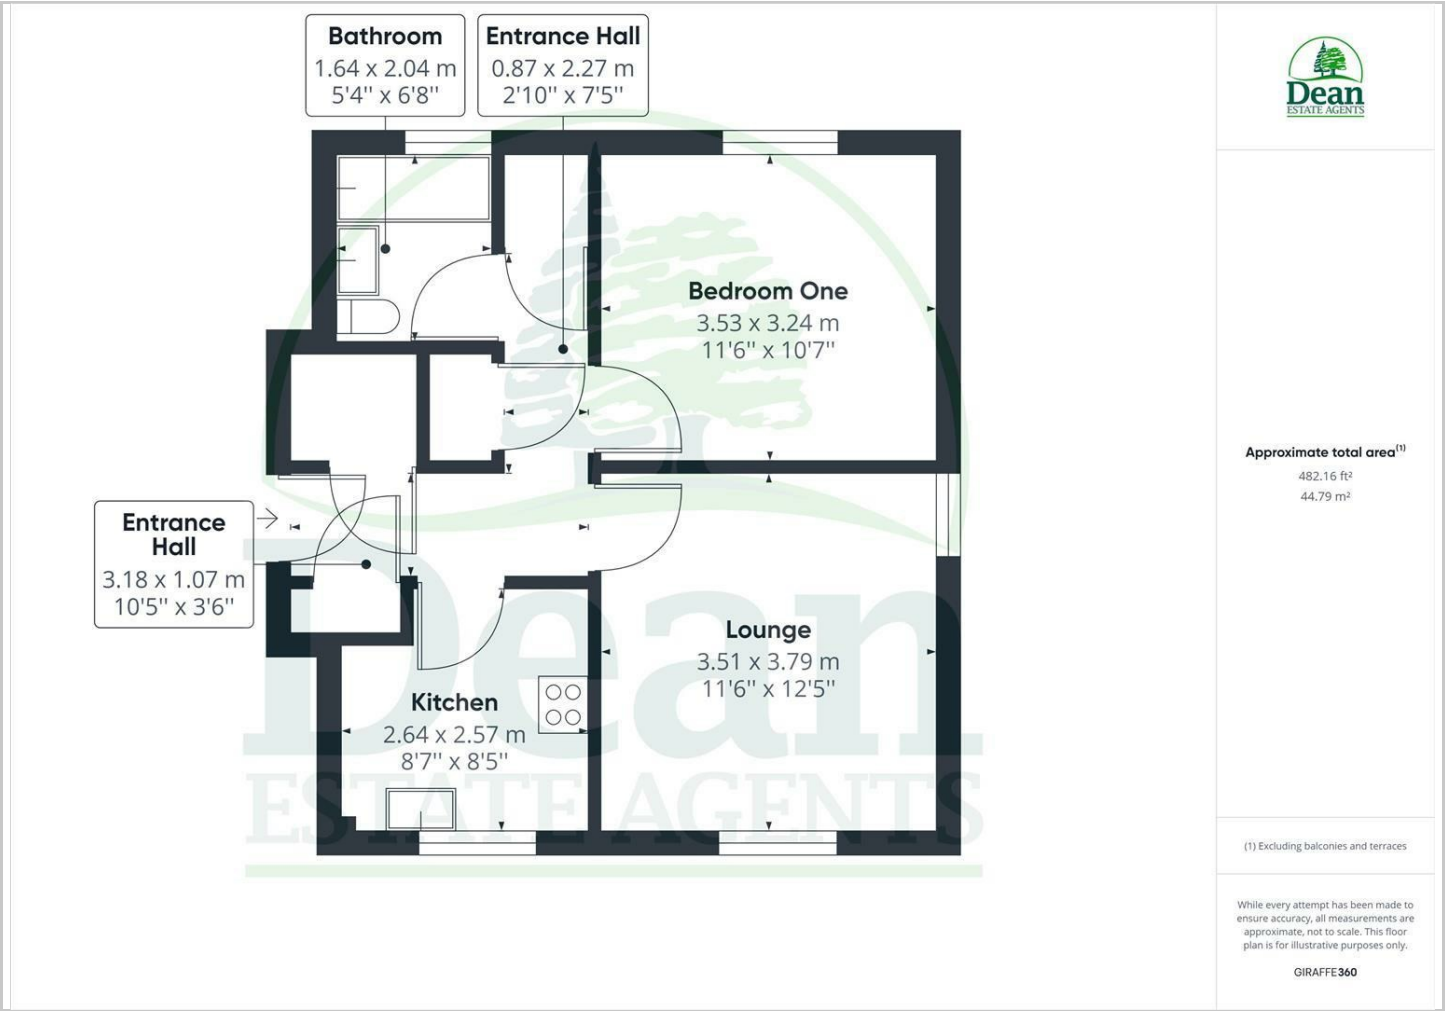 Bathroom
1.64 x 2.04 m
5'4" x 6'8"
Entrance Hall
0.87 x 2.27 m
2'10" x 7'5"
Dean
ESTATE AGENTS
Bedroom One
3.53 x 3.24 m
11'6" x 10'7"
Entrance
Hall
3.18 x 1.07 m
10'5" x 3'6"
Lounge
3.51 x 3.79 m
11'6" x 12'5"
Kitchen
2.64 x 2.57 m
8'7" x 8'5"
Dean
ESTATE AGENTS
Approximate total area(1)
482.16 ft²
44.79 m²
(1) Excluding balconies and terraces
While every attempt has been made to
ensure accuracy, all measurements are
approximate, not to scale. This floor
plan is for illustrative purposes only.
GIRAFFE360